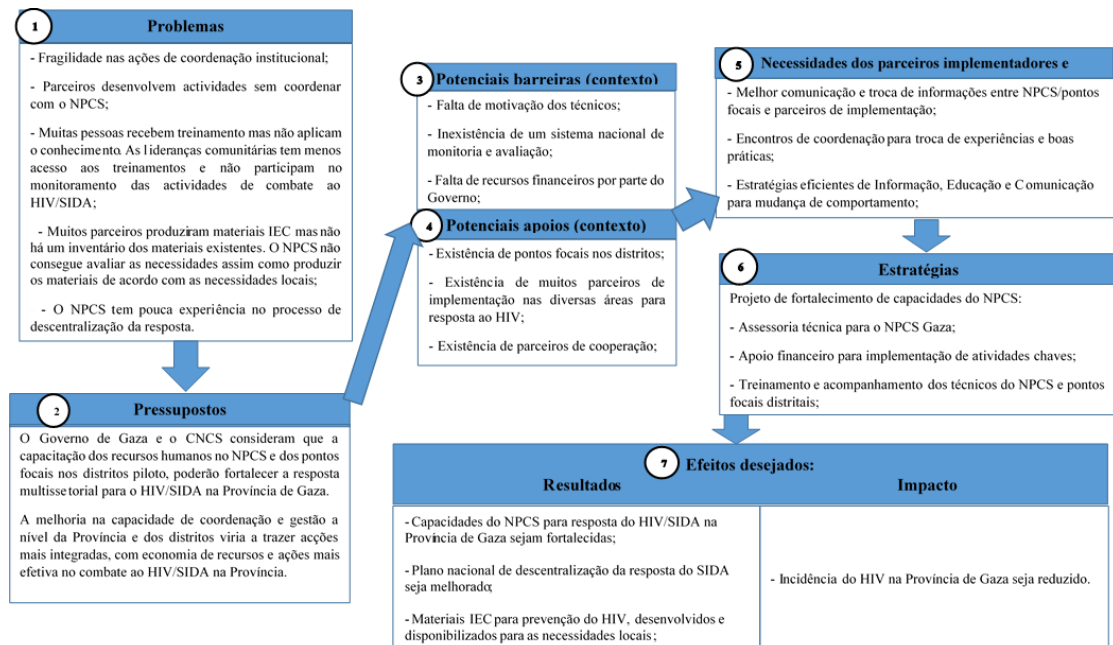 1
Problemas
- Fragilidade nas ações de coordenação institucional;
- Parceiros desenvolvem actividades sem coordenar
com o NPCS;
- Muitas pessoas recebem treinamento mas não aplicam
o conhecimento. As lideranças comunitárias tem menos
acesso aos treinamentos e não participam no
monitoramento das actividades de combate ao
HIV/SIDA;
- Muitos parceiros produziram materiais IEC mas não
há um inventário dos materiais existentes. O NPCS não
consegue avaliar as necessidades assim como produzir
os materiais de acordo com as necessidades locais;
- O NPCS tem pouca experiência no processo de
descentralização da resposta.
2
Pressupostos
O Governo de Gaza e o CNCS consideram que a
capacitação dos recursos humanos no NPCS e dos pontos
focais nos distritos piloto, poderão fortalecer a resposta
multissetorial para o HIV/SIDA na Província de Gaza.
A melhoria na capacidade de coordenação e gestão a
nível da Província e dos distritos viria a trazer acções
mais integradas, com economia de recursos e ações mais
efetiva no combate ao HIV/SIDA na Província.
3
Potenciais barreiras (contexto)
- Falta de motivação dos técnicos;
- Inexistência de um sistema nacional de
monitoria e avaliação;
- Falta de recursos financeiros por parte do
Governo;
4
Potenciais apoios (contexto)
- Existência de pontos focais nos distritos;
- Existência de muitos parceiros de
implementação nas diversas áreas para
resposta ao HIV;
- Existência de parceiros de cooperação;
5
Necessidades dos parceiros implementadores e
- Melhor comunicação e troca de informações entre NPCS/pontos
focais e parceiros de implementação;
- Encontros de coordenação para troca de experiências e boas
práticas;
- Estratégias eficientes de Informação, Educação e Comunicação
para mudança de comportamento;
6
Estratégias
Projeto de fortalecimento de capacidades do NPCS:
- Assessoria técnica para o NPCS Gaza;
- Apoio financeiro para implementação de atividades chaves;
- Treinamento e acompanhamento dos técnicos do NPCS e pontos
focais distritais;
7
Efeitos desejados:
Resultados
Impacto
- Capacidades do NPCS para resposta do HIV/SIDA na
Província de Gaza sejam fortalecidas;
- Plano nacional de descentralização da resposta do SIDA
seja melhorado;
- Materiais IEC para prevenção do HIV, desenvolvidos e
disponibilizados para as necessidades locais;
- Incidência do HIV na Província de Gaza seja reduzido.